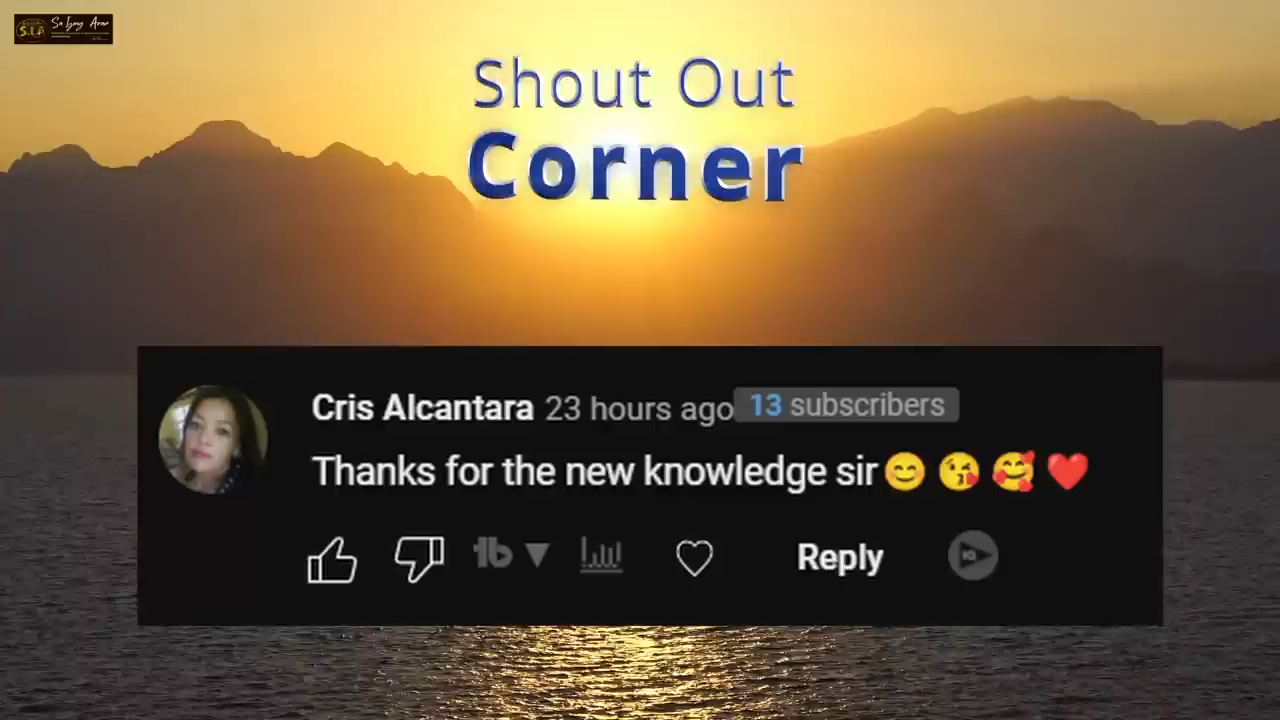 S.I.A
Shout Out
Corner
Cris Alcantara 23 hours ago 13 subscribers
Thanks for the new knowledge sir😊 😘 🥰 ❤️
Reply